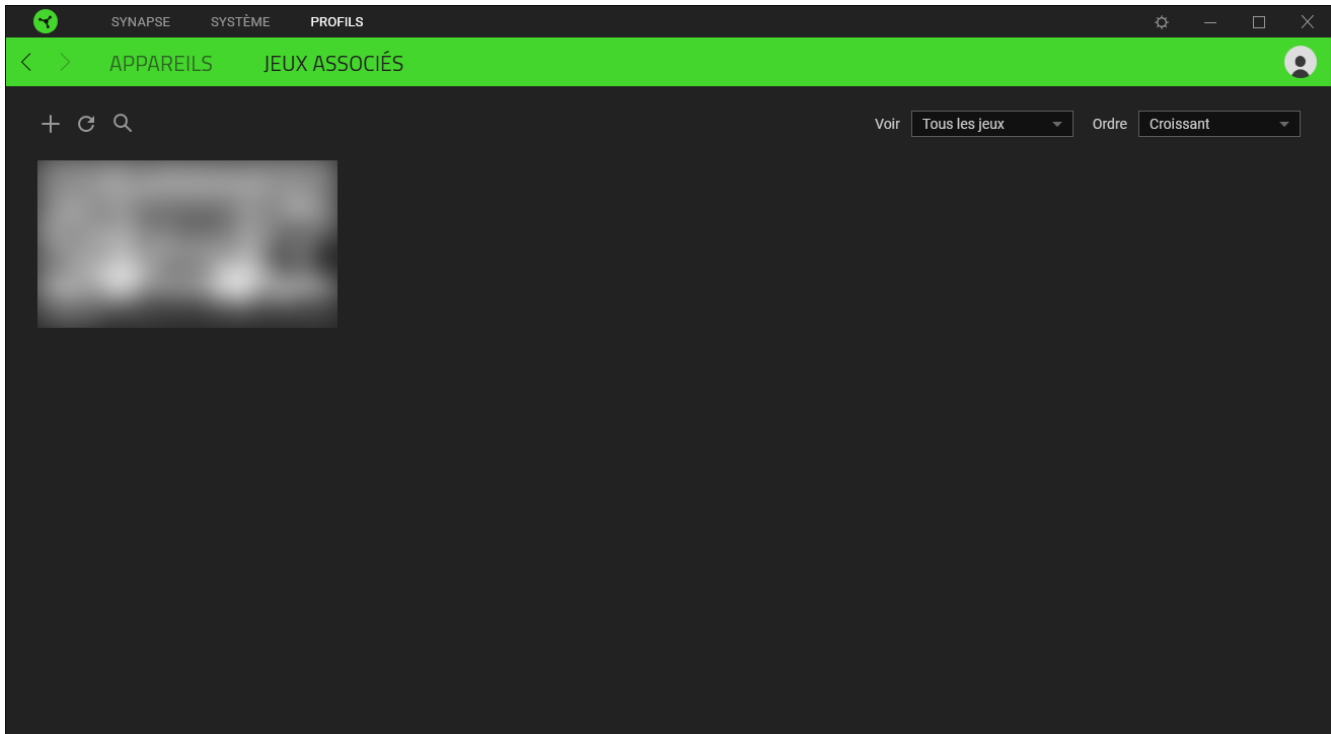 SYNAPSE SYSTÈME PROFILS
APPAREILS JEUX ASSOCIÉS
Voir Tous les jeux Ordre Croissant